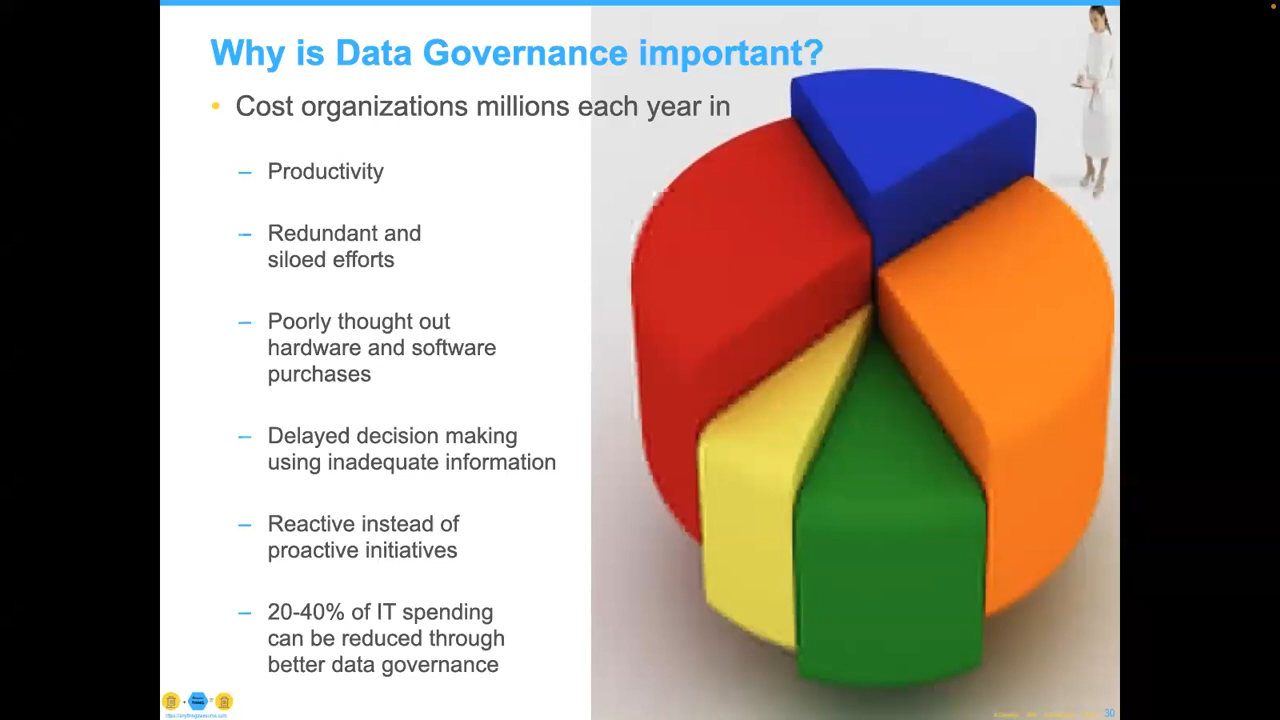 Why is Data Governance important?
• Cost organizations millions each year in
– Productivity
– Redundant and
siloed efforts
– Poorly thought out
hardware and software
purchases
– Delayed decision making
using inadequate information
– Reactive instead of
proactive initiatives
– 20-40% of IT spending
can be reduced through
better data governance
30